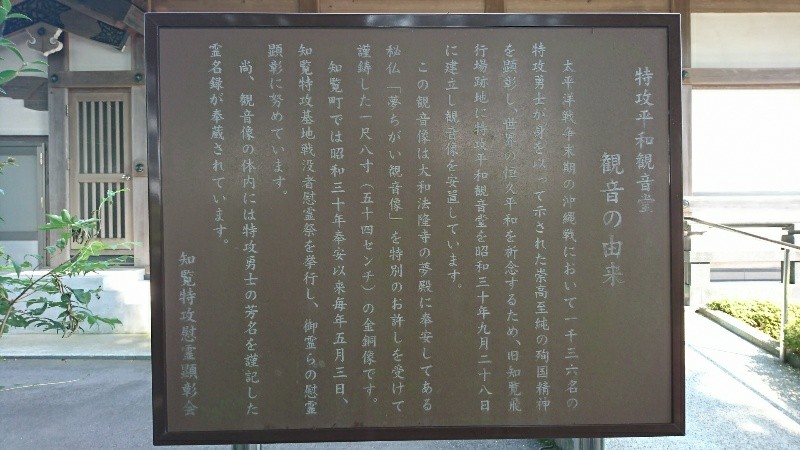 特攻平和観音堂
観音の由来
太平洋戦争末期の沖縄戦において一千三六名の
特攻勇士が身を以って示された崇高至純の殉国精神
を顕彰し、世界の恒久平和を祈念するため、旧知覧飛
行場跡地に特攻平和観音堂を昭和三十年九月二十八日
に建立し観音像を安置しています。
この観音像は大和法隆寺の夢殿に奉安してある
秘仏「夢ちがい観音像」を特別のお許しを受けて
謹鋳した一尺八寸（五十四センチ）の金銅像です。
知覧町では昭和三十年奉安以来毎年五月三日、
知覧特攻基地戦没者慰霊祭を挙行し、御霊らの慰霊
顕彰に努めています。
尚、観音像の体内には特攻勇士の芳名を謹記した
霊名録が奉蔵されています。
知覧特攻慰霊顕彰会